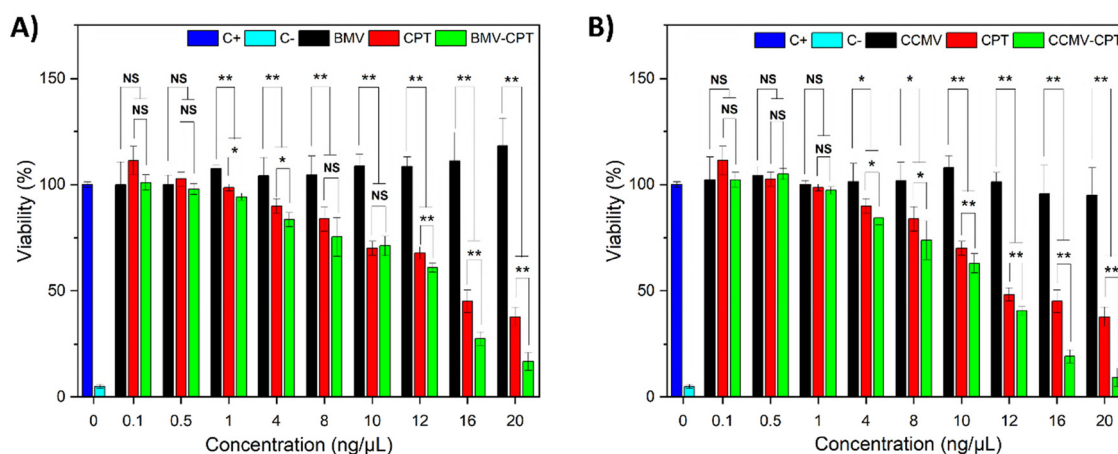 A)
C+ C- BMV CPT BMV-CPT
150
100
50
0
Viability (%)
NS NS ** ** ** ** ** ** **
NS NS * * NS NS ** ** **
0 0.1 0.5 1 4 8 10 12 16 20
Concentration (ng/µL)
B)
C+ C- CCMV CPT CCMV-CPT
150
100
50
0
Viability (%)
NS NS NS * * ** ** ** **
NS NS NS * * ** ** ** **
0 0.1 0.5 1 4 8 10 12 16 20
Concentration (ng/µL)